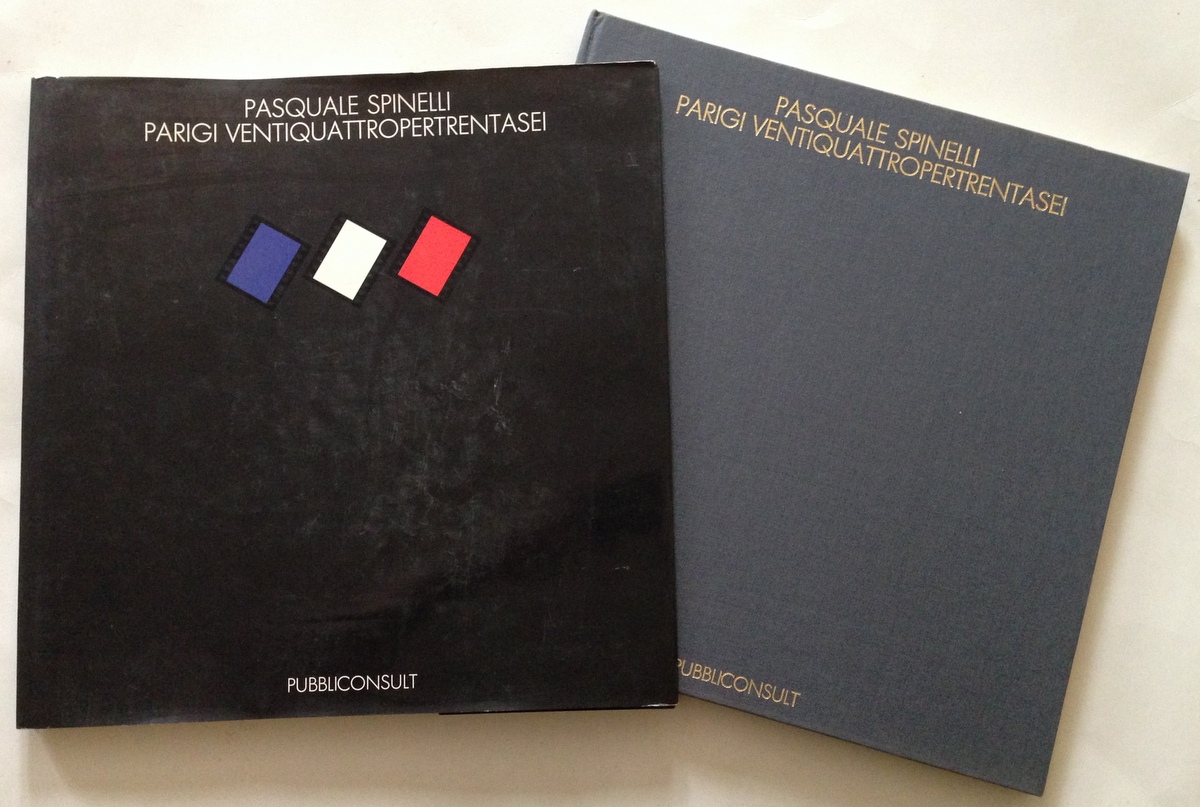 PASQUALE SPINELLI
PARIGI VENTIQUATTROPERTRENTASEI
PUBBLICONSULT
PASQUALE SPINELLI
PARIGI VENTIQUATTROPERTRENTASEI
PUBBLICONSULT